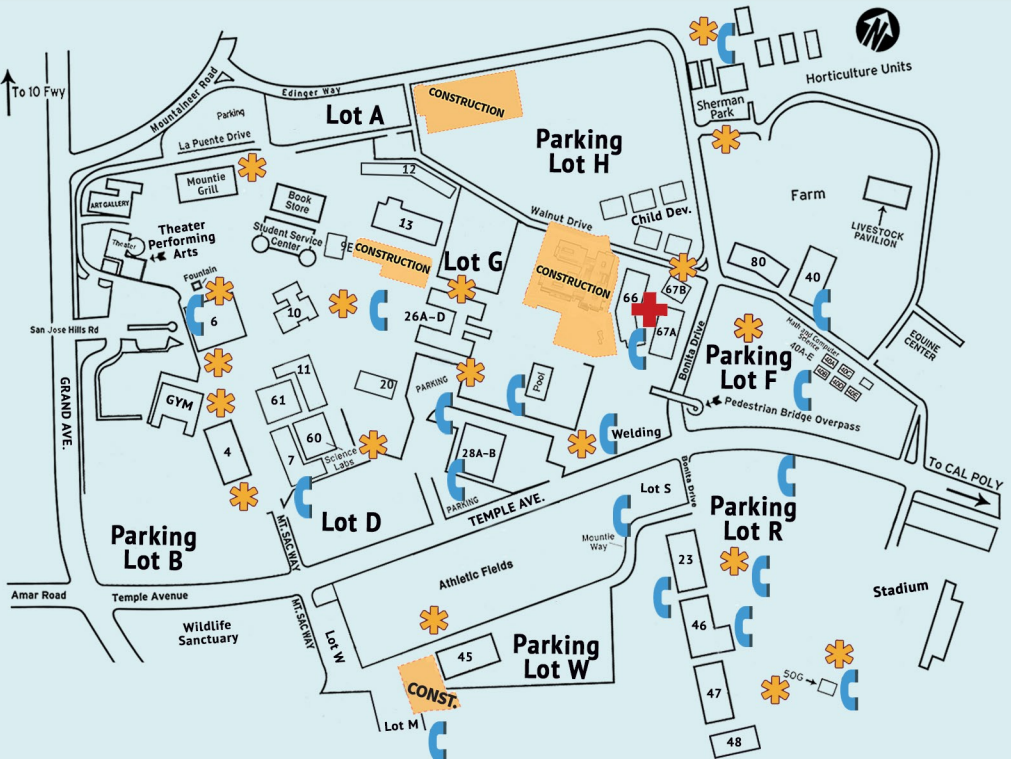 N
To 10 Fwy
Mountaineer Road
Edinger Way
Parking
La Puente Drive
Lot A
CONSTRUCTION
Parking
Lot H
Sherman
Park
Horticulture Units
Mountie
Grill
ART GALLERY
Theater
Theater
Performing
Arts
Book
Store
Student Service
Center
9E
CONSTRUCTION
12
13
Lot G
Walnut Drive
Child Dev.
CONSTRUCTION
Farm
LIVESTOCK
PAVILION
80
40
66
67B
67A
Fountain
6
10
26A-D
San Jose Hills Rd
GRAND AVE.
GYM
11
61
20
PARKING
Pool
Bonita Drive
Parking
Lot F
Math and Computer
Science
40A-E
40A
40C
40B
40D
40E
EQUINE
CENTER
Pedestrian Bridge Overpass
4
7
60
Science
Labs
28A-B
PARKING
Welding
To CAL POLY
Parking
Lot B
MT. SAC WAY
Lot D
TEMPLE AVE.
Lot S
Bonita Drive
Mountie
Way
Parking
Lot R
Amar Road
Temple Avenue
Wildlife
Sanctuary
MT. SAC WAY
Lot W
Athletic Fields
45
Parking
Lot W
CONST.
Lot M
23
46
47
48
50G
Stadium